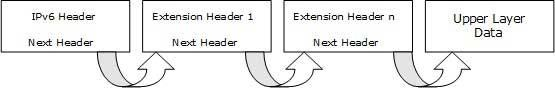 IPv6 Header
Next Header
Extension Header 1
Next Header
Extension Header n
Next Header
Upper Layer
Data